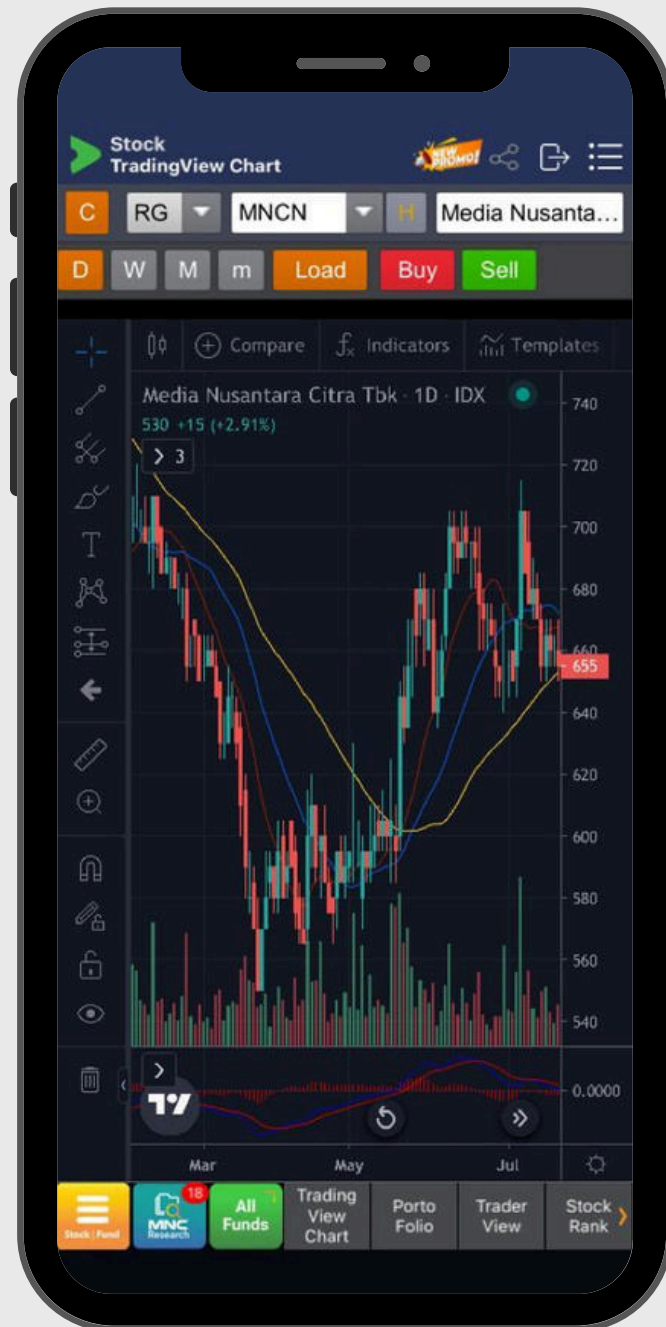 Stock
TradingView Chart
NEW
PROMO!
C RG MNCN H Media Nusanta...
D W M m Load Buy Sell
Compare fx Indicators Templates
Media Nusantara Citra Tbk · 1D · IDX
530 +15 (+2.91%)
3
T
740
720
700
680
660
655
640
620
600
580
560
540
0.0000
Mar May Jul
Stock | Fund
18
MNC
Research
All
Funds
Trading
View
Chart
Porto
Folio
Trader
View
Stock
Rank